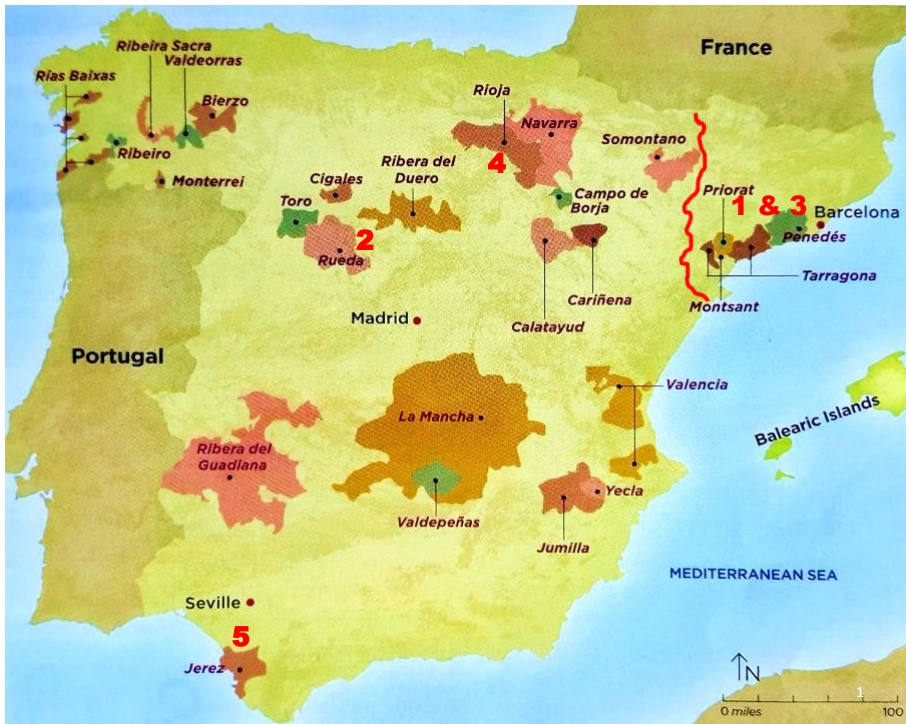 France
Ribeira Sacra
Valdeorras
Rías Baixas
Bierzo
Rioja
Navarra
Somontano
Ribeiro
Monterrei
Cigales
Ribera del
Duero
4
Campo de
Borja
Priorat
1 & 3
Barcelona
Toro
2
Rueda
Penedés
Tarragona
Cariñena
Montsant
Calatayud
Madrid
Portugal
Valencia
La Mancha
Balearic Islands
Ribera del
Guadiana
Yecla
Valdepeñas
Jumilla
MEDITERRANEAN SEA
Seville
5
Jerez
N
1
0 miles
100